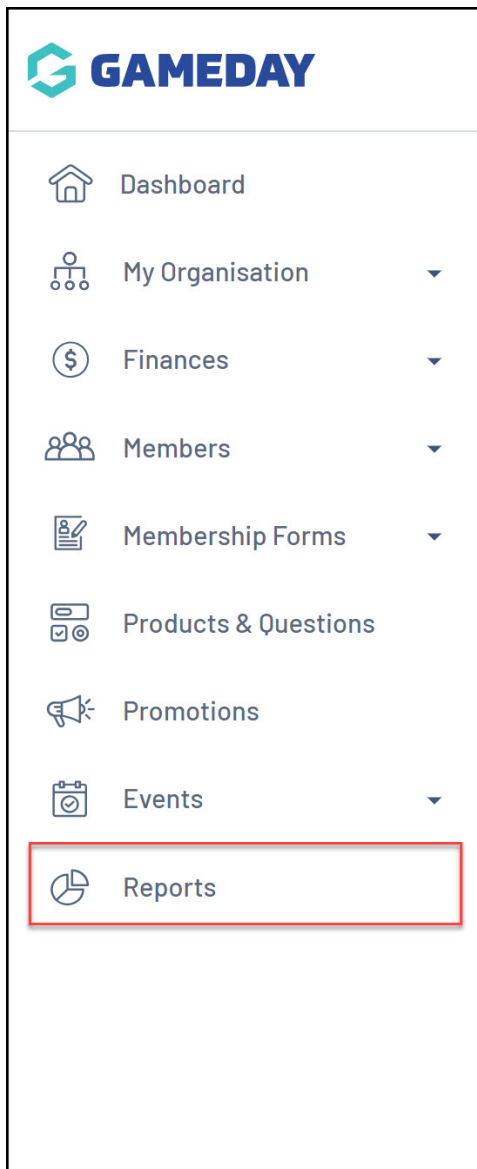 GAMEDAY
Dashboard
My Organisation
Finances
Members
Membership Forms
Products & Questions
Promotions
Events
Reports